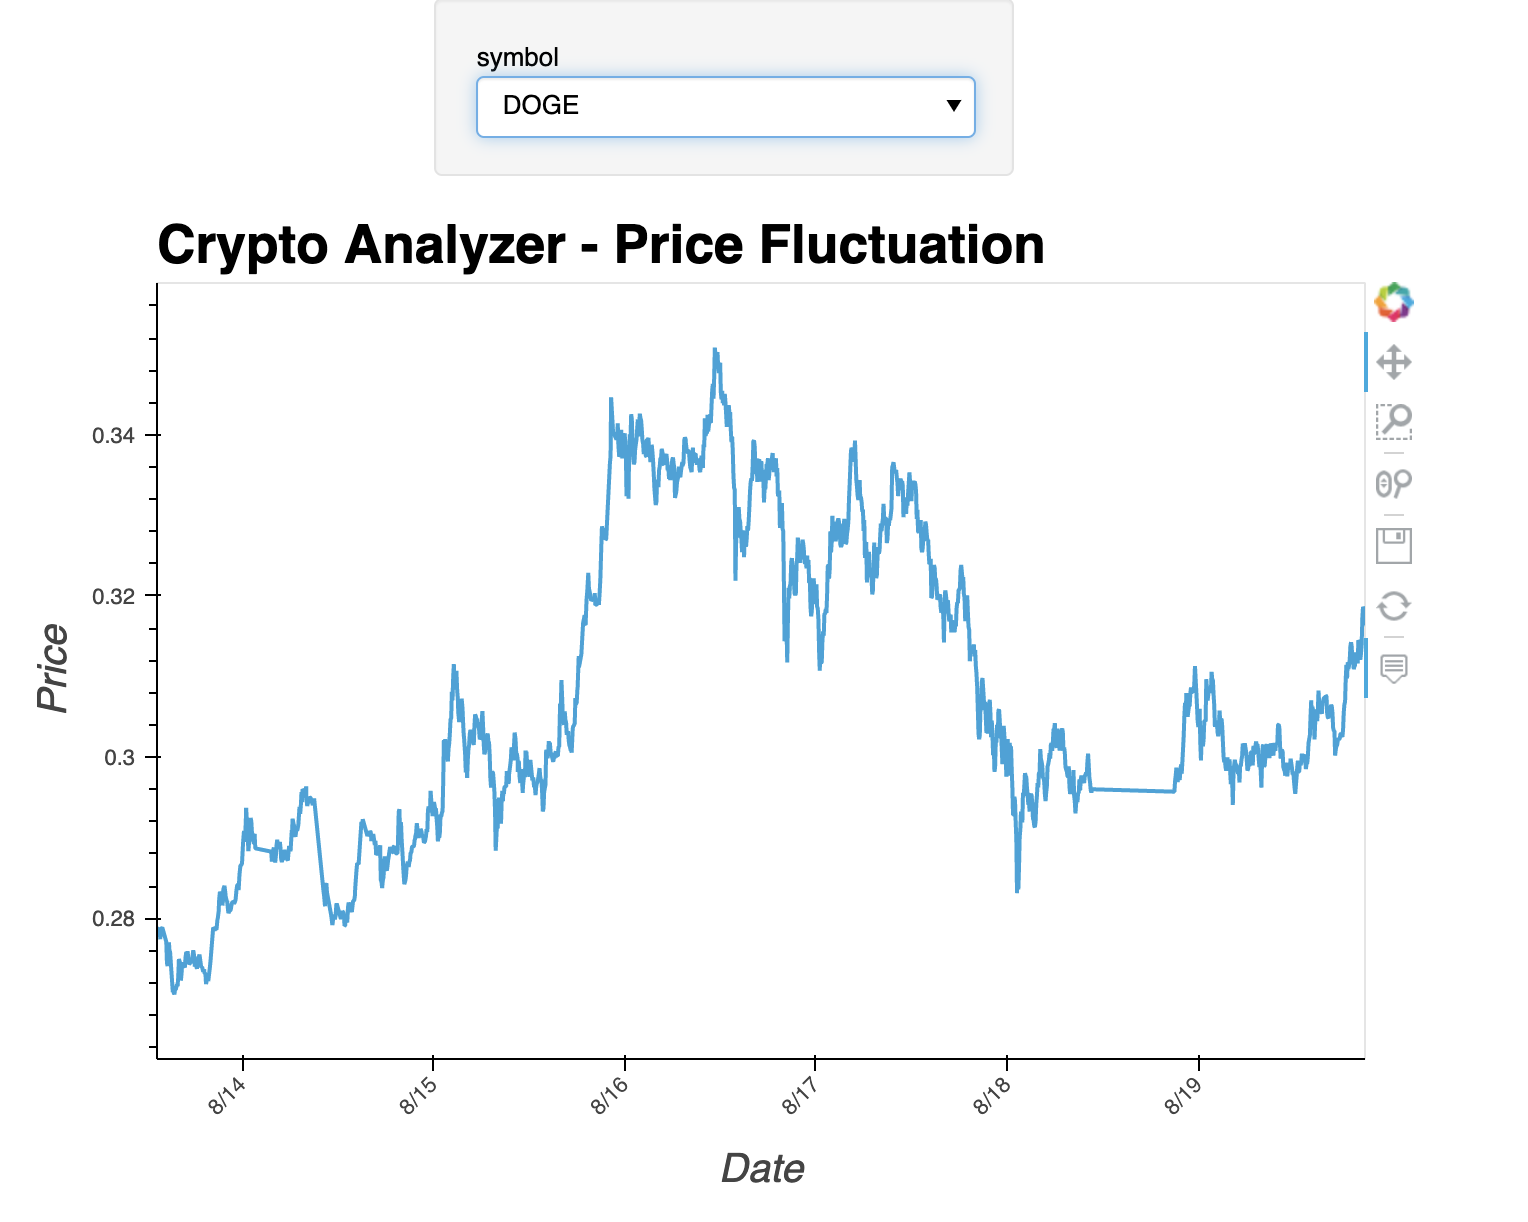 symbol
DOGE
Crypto Analyzer - Price Fluctuation
0.34
0.32
0.3
0.28
Price
8/14
8/15
8/16
8/17
8/18
8/19
Date